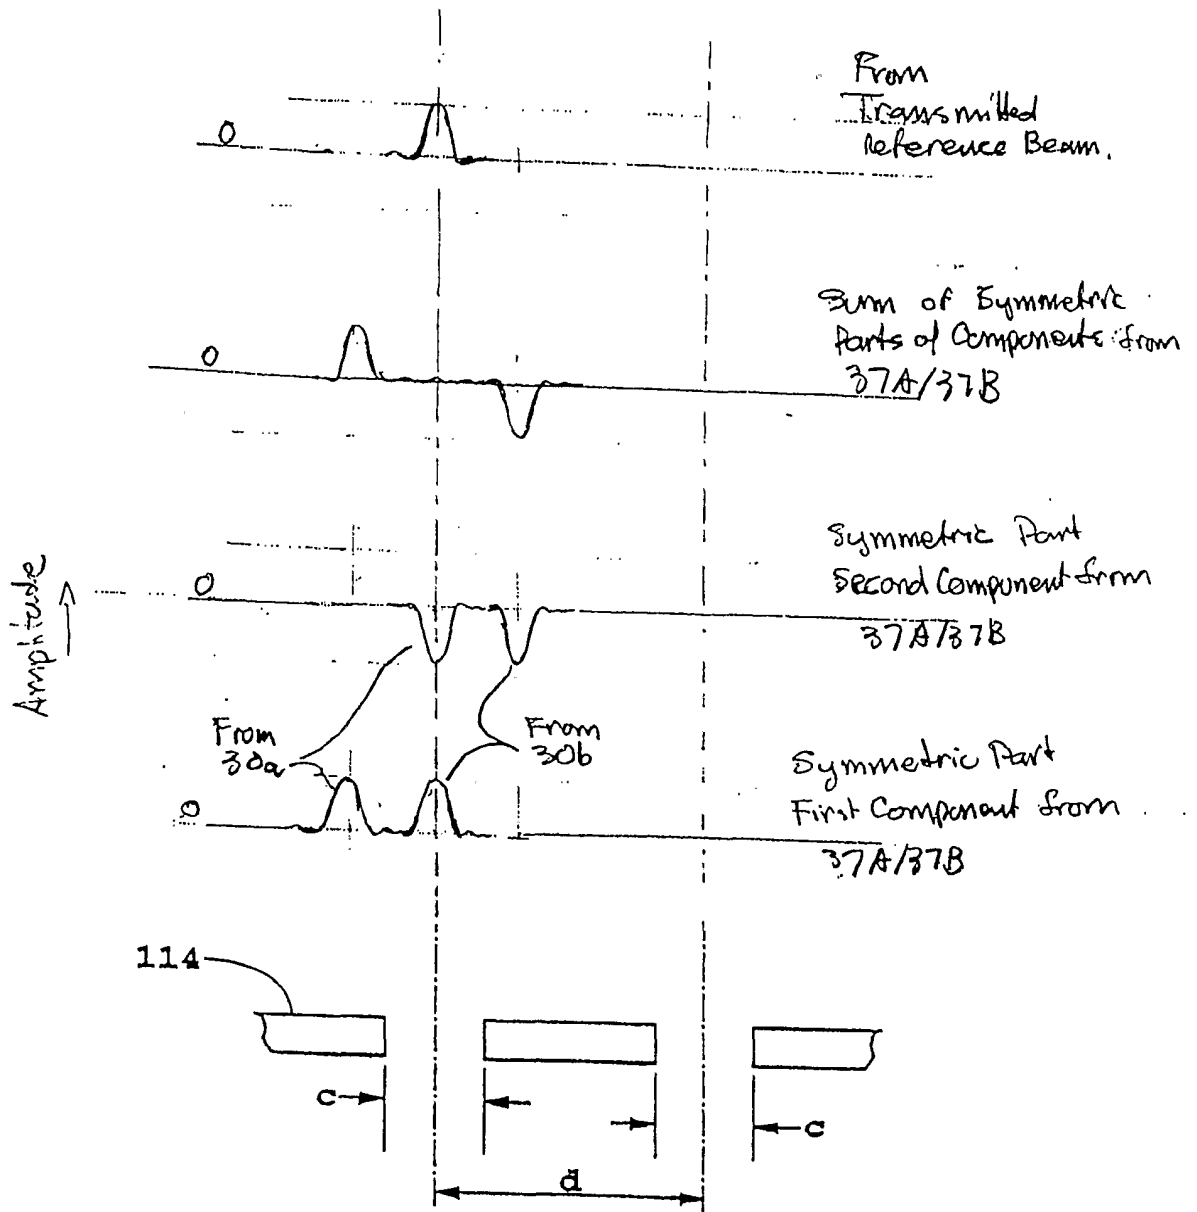 From
Transmitted
Reference Beam.
0
Sum of Symmetric
Parts of Components from
37A/37B
0
Symmetric Part
Second Component from
37A/37B
0
Amplitude
From
30a
From
30b
Symmetric Part
First Component from
37A/37B
0
114
c
c
d